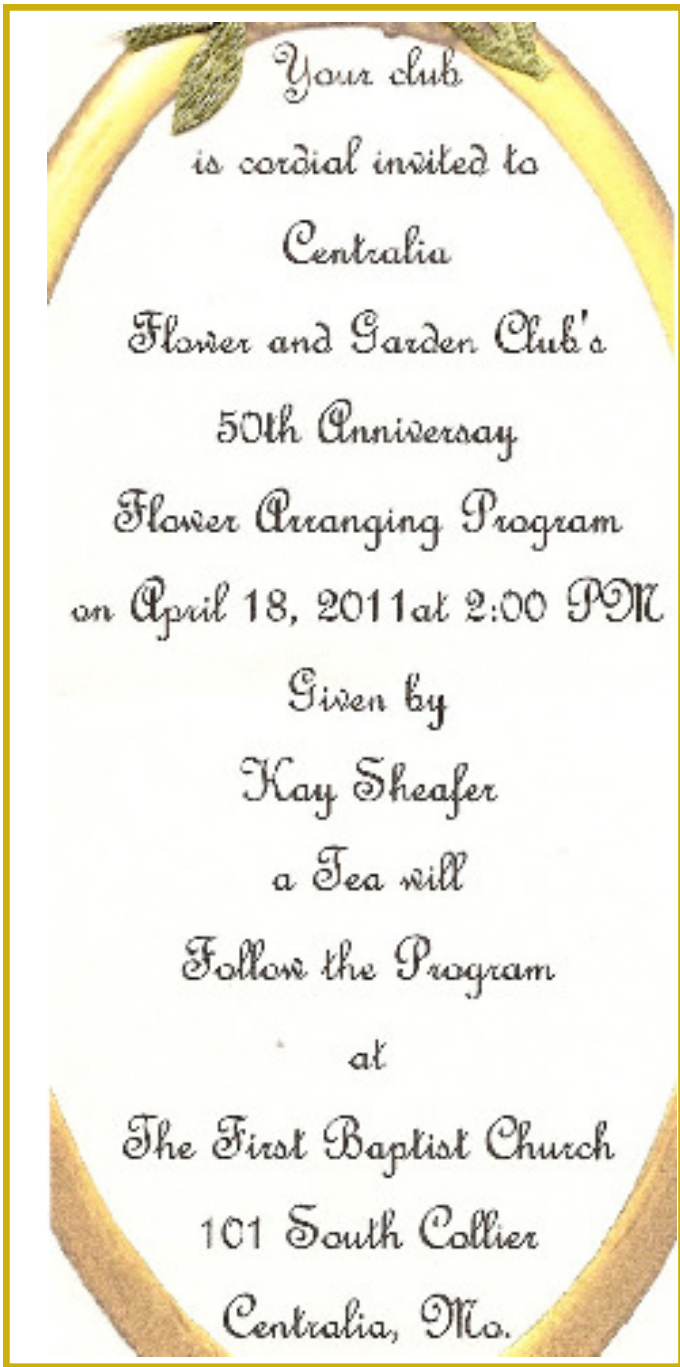 Your club
is cordial invited to
Centralia
Flower and Garden Club's
50th Anniversay
Flower Arranging Program
on April 18, 2011at 2:00 PM
Given by
Kay Sheafer
a Tea will
Follow the Program
at
The First Baptist Church
101 South Collier
Centralia, Mo.